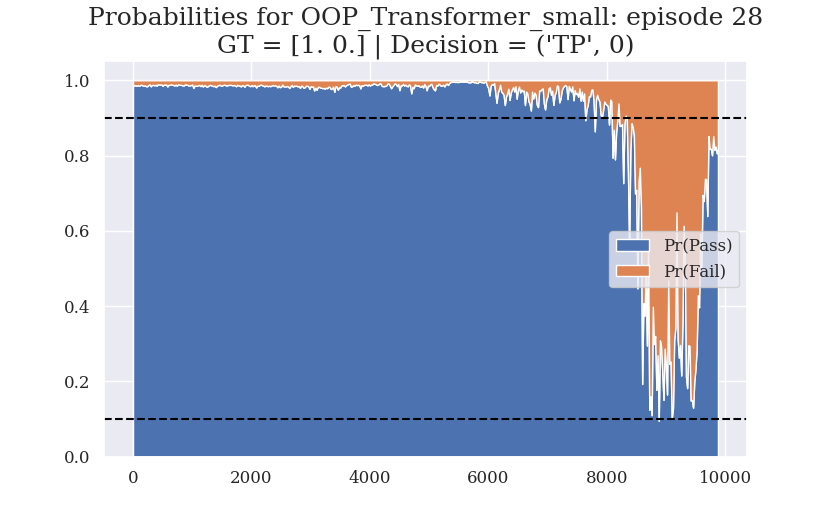 Probabilities for OOP_Transformer_small: episode 28
GT = [1. 0.] | Decision = ('TP', 0)
1.0
0.8
0.6
0.4
0.2
0.0
Pr(Pass)
Pr(Fail)
0 2000 4000 6000 8000 10000